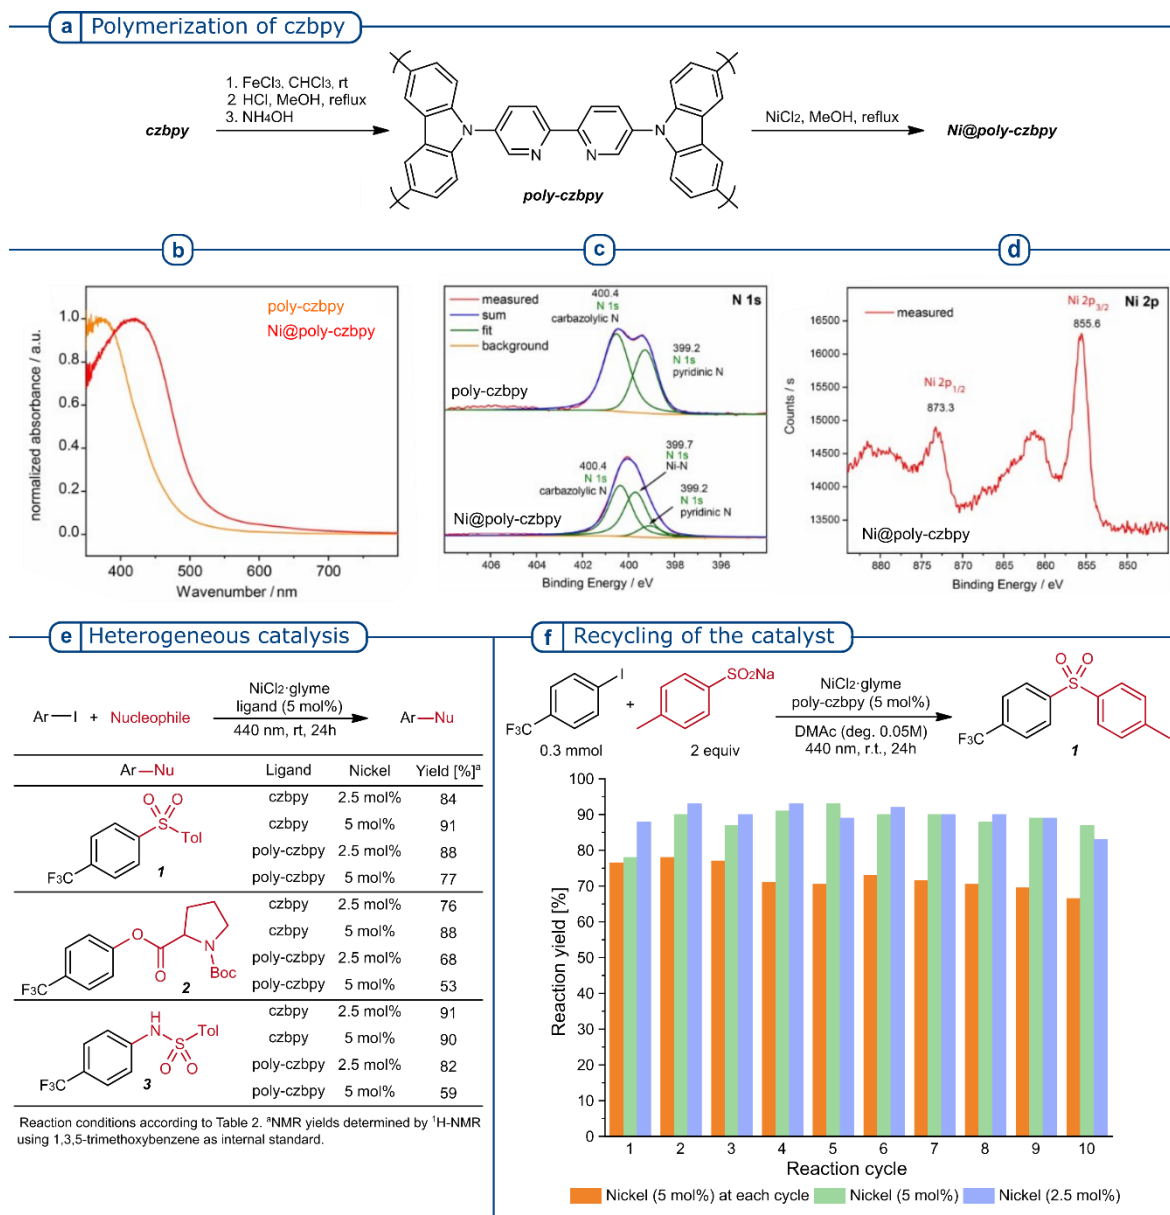 a Polymerization of czbpy
czbpy
1. FeCl₃, CHCl₃, rt
2. HCl, MeOH, reflux
3. NH₄OH
N
N
N
N
poly-czbpy
NiCl₂, MeOH, reflux
Ni@poly-czbpy
b
normalized absorbance / a.u.
1.0
0.8
0.6
0.4
0.2
0.0
poly-czbpy
Ni@poly-czbpy
400 500 600 700
Wavenumber / nm
c
measured
sum
fit
background
N 1s
400.4
N 1s
carbazolylic N
399.2
N 1s
pyridinic N
poly-czbpy
399.7
N 1s
Ni-N
400.4
N 1s
carbazolylic N
399.2
N 1s
pyridinic N
Ni@poly-czbpy
406 404 402 400 398 396
Binding Energy / eV
d
Counts / s
16500
16000
15500
15000
14500
14000
13500
measured
Ni 2p₃/₂
855.6
Ni 2p
Ni 2p₁/₂
873.3
Ni@poly-czbpy
880 875 870 865 860 855 850
Binding Energy / eV
e Heterogeneous catalysis
Ar—I + Nucleophile
NiCl₂·glyme
ligand (5 mol%)
440 nm, rt, 24h
Ar—Nu
Ar—Nu Ligand Nickel Yield [%]ᵃ
czbpy 2.5 mol% 84
czbpy 5 mol% 91
poly-czbpy 2.5 mol% 88
poly-czbpy 5 mol% 77
O O
S
Tol
F₃C
1
czbpy 2.5 mol% 76
czbpy 5 mol% 88
poly-czbpy 2.5 mol% 68
poly-czbpy 5 mol% 53
O
N
O
Boc
F₃C
2
czbpy 2.5 mol% 91
czbpy 5 mol% 90
poly-czbpy 2.5 mol% 82
poly-czbpy 5 mol% 59
H
N
Tol
S
O O
F₃C
3
Reaction conditions according to Table 2. ᵃNMR yields determined by ¹H-NMR
using 1,3,5-trimethoxybenzene as internal standard.
f Recycling of the catalyst
I
F₃C
0.3 mmol
+
SO₂Na
2 equiv
NiCl₂·glyme
poly-czbpy (5 mol%)
DMAc (deg. 0.05M)
440 nm, r.t., 24h
O O
S
F₃C
1
Reaction yield [%]
100
90
80
70
60
50
40
30
20
10
0
1 2 3 4 5 6 7 8 9 10
Reaction cycle
Nickel (5 mol%) at each cycle Nickel (5 mol%) Nickel (2.5 mol%)